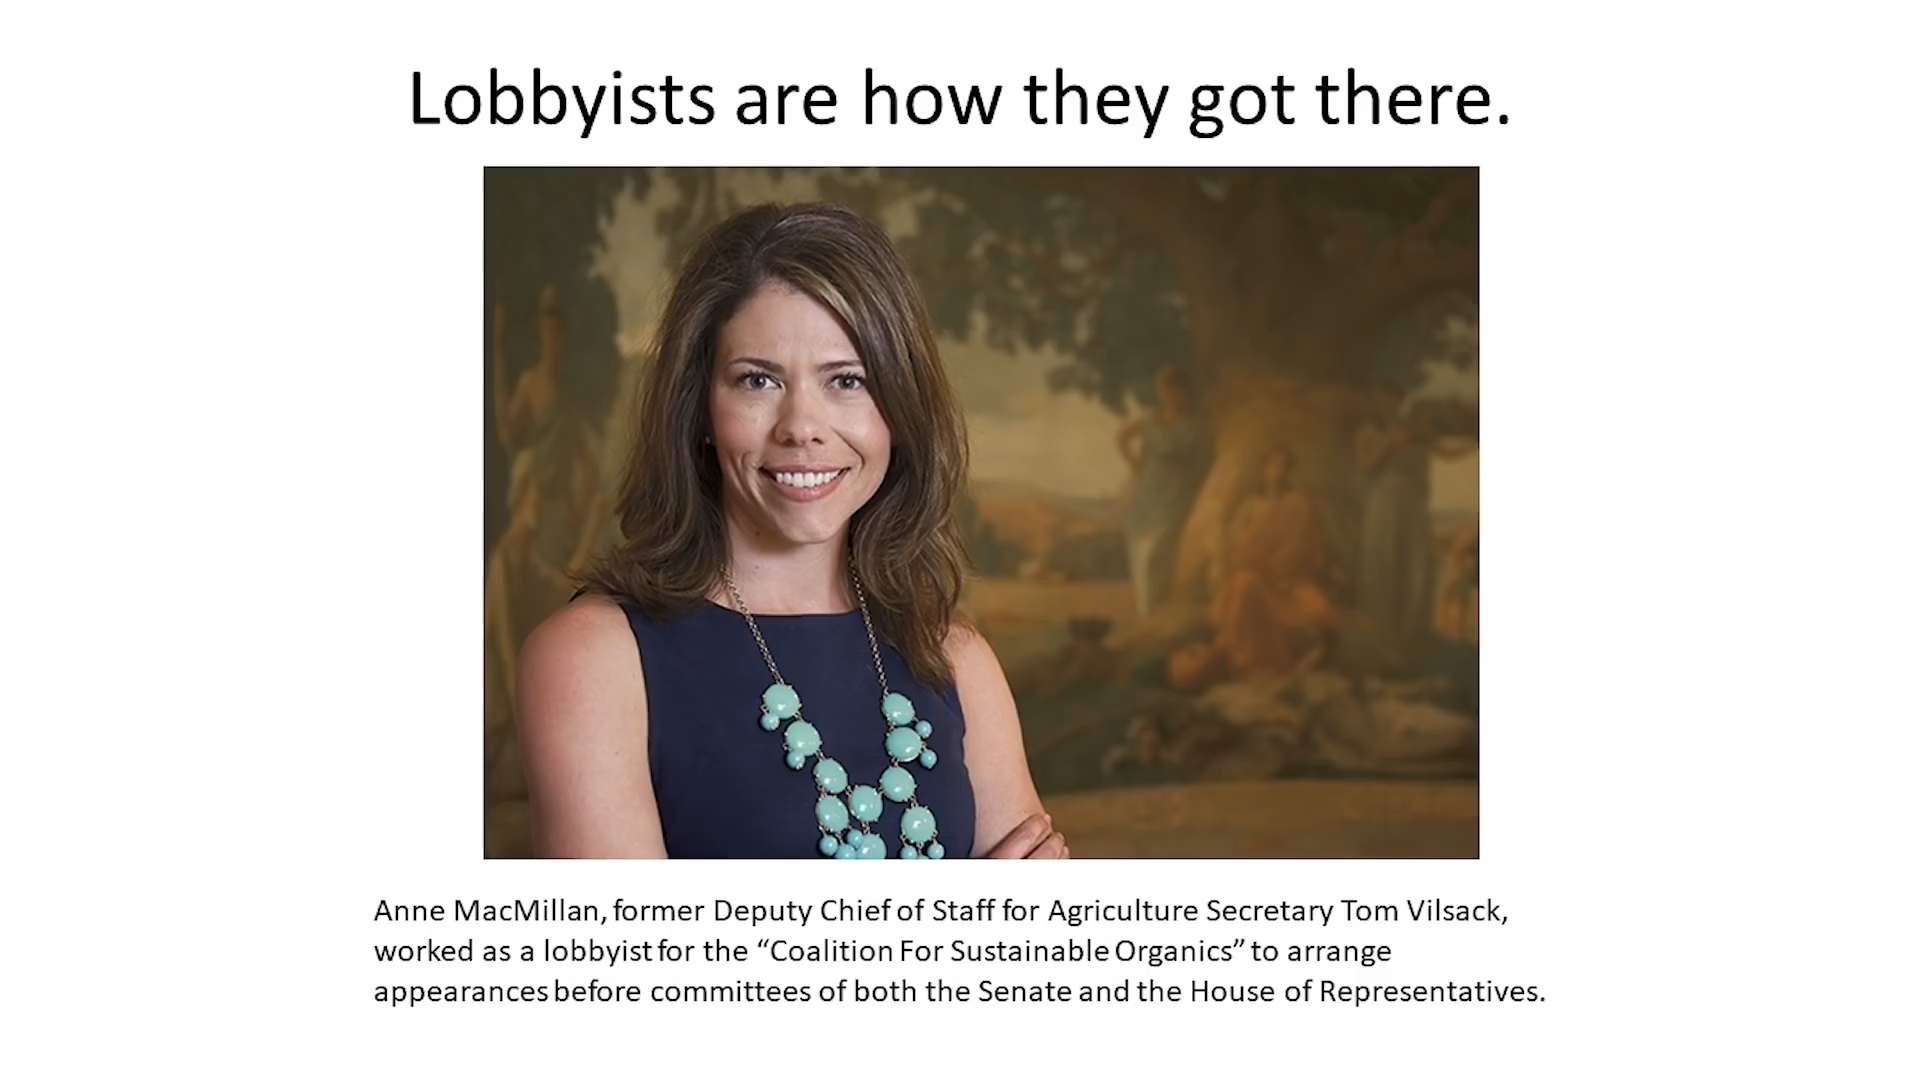 Lobbyists are how they got there.
Anne MacMillan, former Deputy Chief of Staff for Agriculture Secretary Tom Vilsack,
worked as a lobbyist for the “Coalition For Sustainable Organics” to arrange
appearances before committees of both the Senate and the House of Representatives.